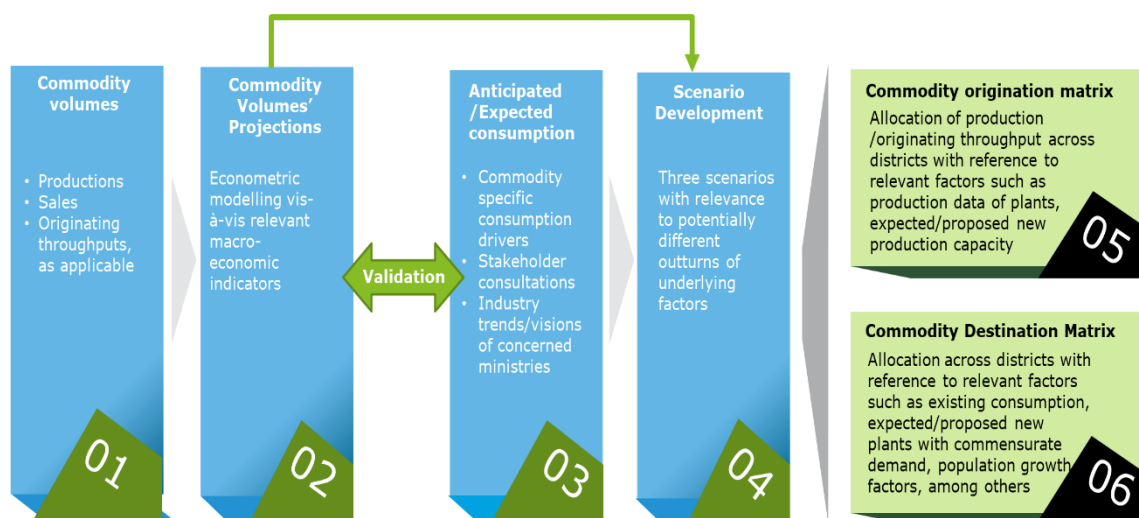 Commodity
volumes
• Productions
• Sales
• Originating
throughputs,
as applicable
01
Commodity
Volumes’
Projections
Econometric
modelling vis-
à-vis relevant
macro-
economic
indicators
02
Validation
Anticipated
/Expected
consumption
• Commodity
specific
consumption
drivers
• Stakeholder
consultations
• Industry
trends/visions
of concerned
ministries
03
Scenario
Development
Three scenarios
with relevance
to potentially
different
outturns of
underlying
factors
04
Commodity origination matrix
Allocation of production
/originating throughput across
districts with reference to
relevant factors such as
production data of plants,
expected/proposed new
production capacity
05
Commodity Destination Matrix
Allocation across districts with
reference to relevant factors
such as existing consumption,
expected/proposed new
plants with commensurate
demand, population growth
factors, among others
06